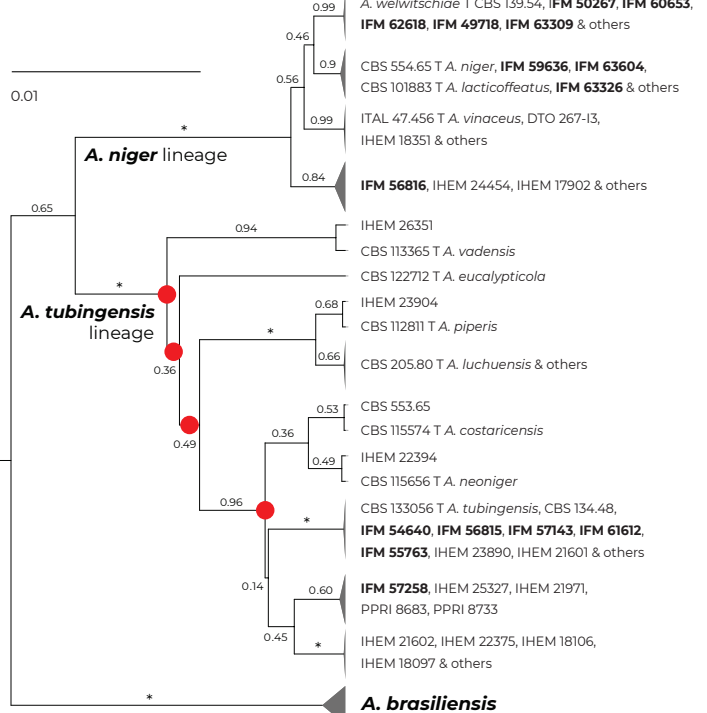 A. welwitschiae T CBS 139.54, IFM 50267, IFM 60653,
IFM 62618, IFM 49718, IFM 63309 & others
0.99
0.46
0.9
CBS 554.65 T A. niger, IFM 59636, IFM 63604,
CBS 101883 T A. lacticoffeatus, IFM 63326 & others
0.01
0.56
0.99
ITAL 47.456 T A. vinaceus, DTO 267-I3,
IHEM 18351 & others
*
A. niger lineage
0.84
IFM 56816, IHEM 24454, IHEM 17902 & others
0.65
0.94
IHEM 26351
CBS 113365 T A. vadensis
CBS 122712 T A. eucalypticola
*
A. tubingensis
lineage
0.68
IHEM 23904
CBS 112811 T A. piperis
*
0.66
CBS 205.80 T A. luchuensis & others
0.36
0.49
0.53
CBS 553.65
CBS 115574 T A. costaricensis
0.36
0.49
IHEM 22394
CBS 115656 T A. neoniger
0.96
*
CBS 133056 T A. tubingensis, CBS 134.48,
IFM 54640, IFM 56815, IFM 57143, IFM 61612,
IFM 55763, IHEM 23890, IHEM 21601 & others
0.14
0.60
IFM 57258, IHEM 25327, IHEM 21971,
PPRI 8683, PPRI 8733
0.45
*
IHEM 21602, IHEM 22375, IHEM 18106,
IHEM 18097 & others
*
A. brasiliensis